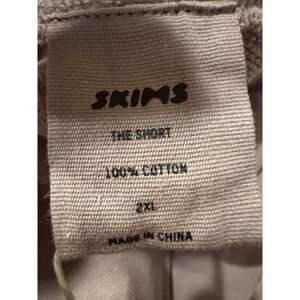 SKIMS
THE SHORT
100% COTTON
2XL
MADE IN CHINA